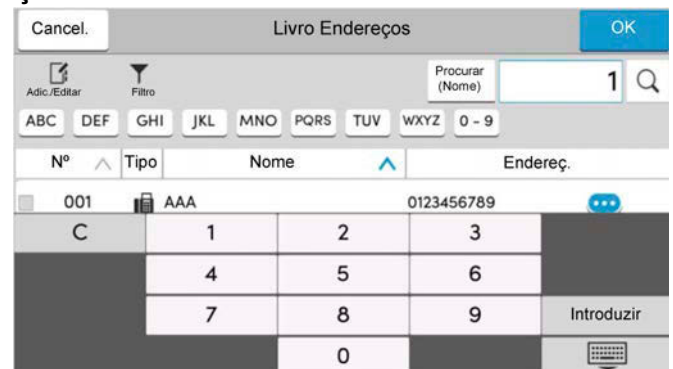 Cancel. Livro Endereços OK
Adic./Editar Filtro Procurar (Nome) 1
ABC DEF GHI JKL MNO PQRS TUV WXYZ 0 - 9
Nº Tipo Nome Endereç.
001 AAA 0123456789
C 1 2 3
4 5 6
7 8 9 Introduzir
0